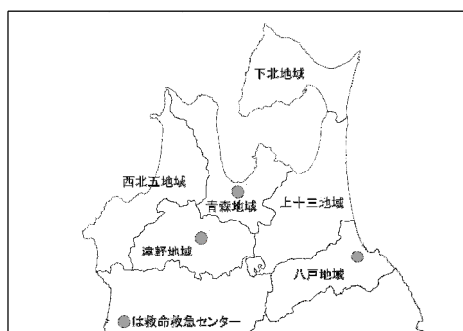 下北地域
西北五地域
青森地域
上十三地域
津軽地域
八戸地域
は救命救急センター